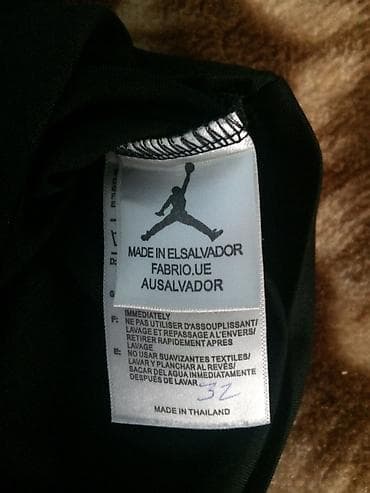 MADE IN ELSALVADOR
FABRIO.UE
AUSALVADOR
IMMEDIATELY
F: NE PAS UTILISER D'ASSOUPLISSANT/
LAVAGE ET REPASSAGE A L'ENVERS/
RETIRER RAPIDEMENT APRES
LAVAGE
E: NO USAR SUAVIZANTES TEXTILES/
LAVAR Y PLANCHAR AL REVÉS/
SACAR DEL AGUA INMEDIATAMENTE
DESPUÉS DE LAVAR.
32
MADE IN THAILAND